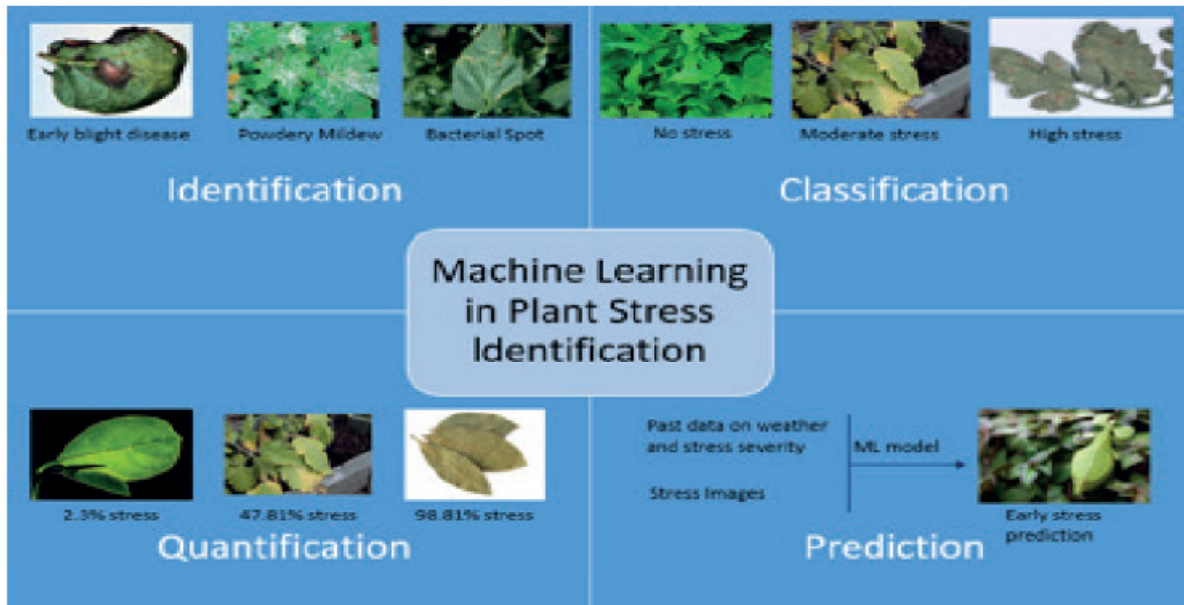 Early blight disease
Powdery Mildew
Bacterial Spot
Identification
No stress
Moderate stress
High stress
Classification
Machine Learning
in Plant Stress
Identification
2.3% stress
47.81% stress
98.81% stress
Quantification
Past data on weather
and stress severity
Stress Images
ML model
Early stress
prediction
Prediction